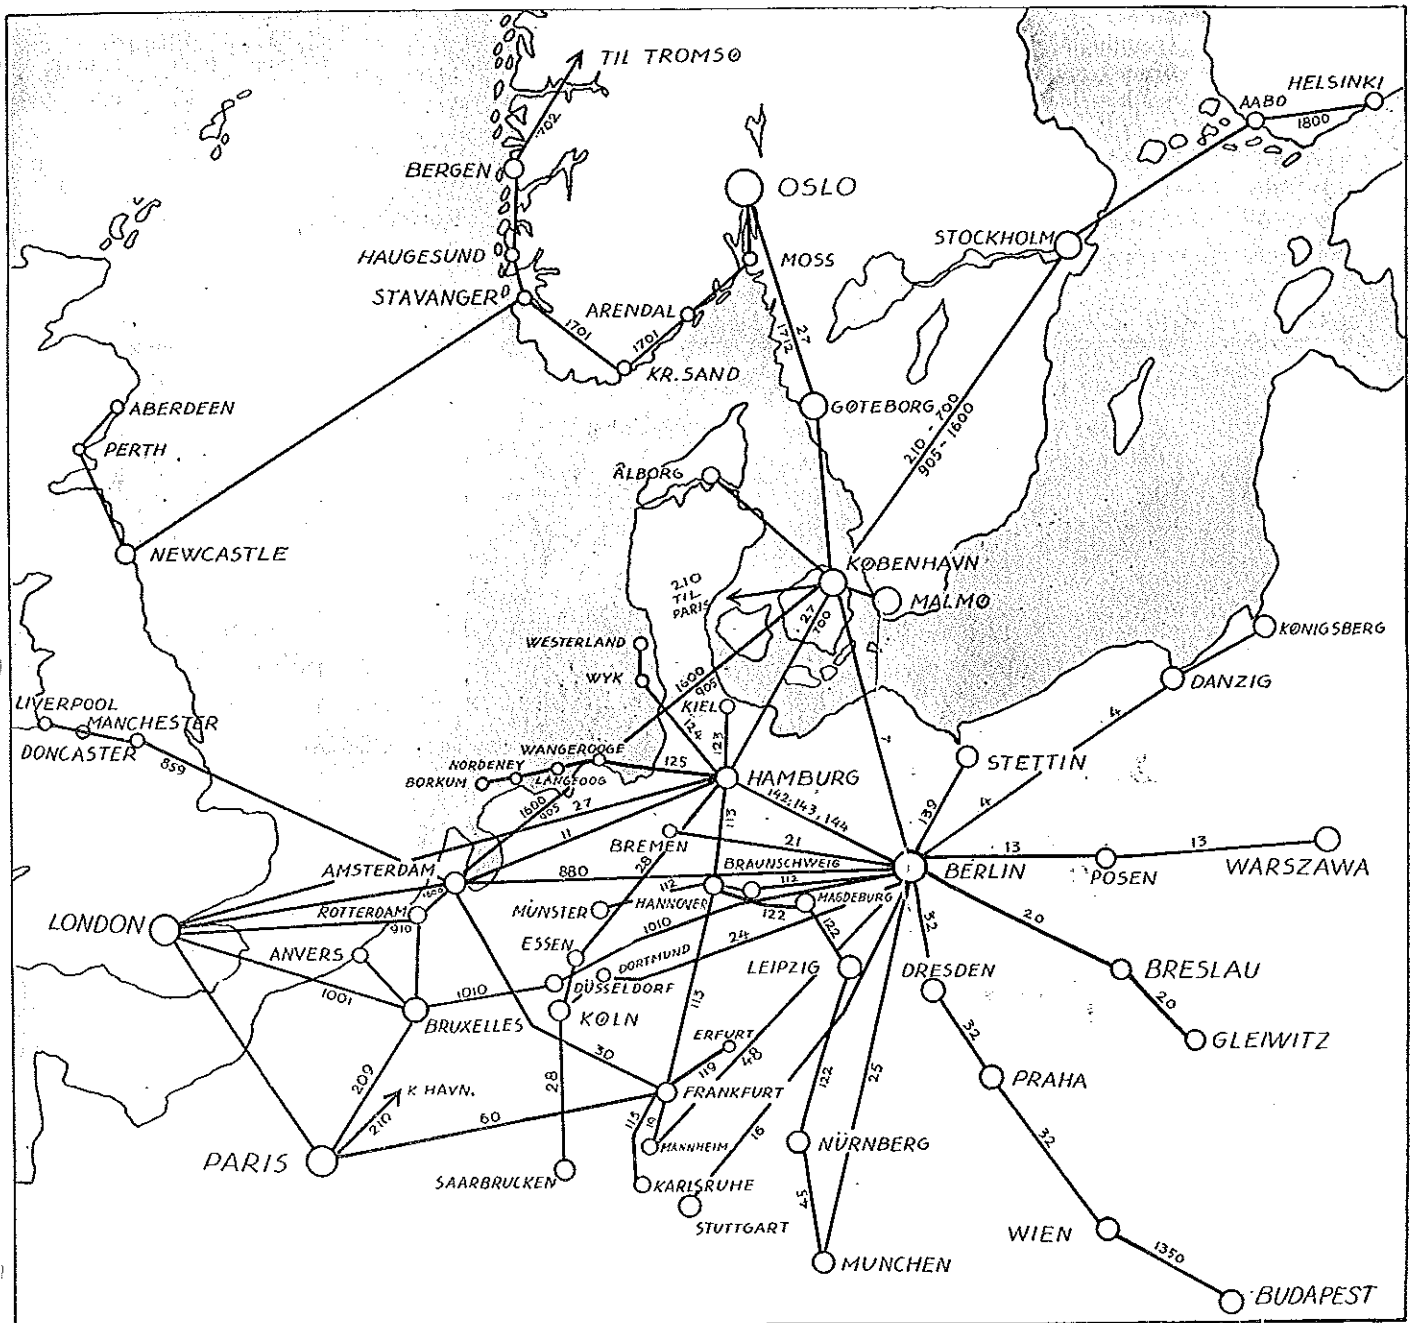 TIL TROMSØ
702
HELSINKI
AABO
1800
BERGEN
OSLO
STOCKHOLM
HAUGESUND
MOSS
STAVANGER
ARENDAL
1701
1701
27
1712
KR. SAND
ABERDEEN
GØTEBORG
210 - 700
905 - 1600
PERTH
ÅLBORG
NEWCASTLE
KØBENHAVN
210
TIL
PARIS
MALMØ
27
700
WESTERLAND
KØNIGSBERG
WYK
1600
905
DANZIG
4
LIVERPOOL
MANCHESTER
DONCASTER
KIEL
124
123
859
WANGEROOGE
NORDENEY
LANGEOOG
BORKUM
125
HAMBURG
STETTIN
142, 143, 144
139
4
1600
905
27
11
113
BREMEN
21
28
13
13
AMSTERDAM
880
BRAUNSCHWEIG
BERLIN
POSEN
WARSZAWA
1600
112
112
ROTTERDAM
MÜNSTER
HANNOVER
MAGDEBURG
LONDON
910
122
122
1010
24
32
20
ANVERS
ESSEN
DORTMUND
LEIPZIG
DRESDEN
BRESLAU
1001
1010
DÜSSELDORF
113
20
BRUXELLES
KÖLN
32
GLEIWITZ
ERFURT
30
119
48
209
K HAVN.
28
FRANKFURT
122
25
PRAHA
210
60
113
19
16
MANNHEIM
NÜRNBERG
32
PARIS
SAARBRUCKEN
KARLSRUHE
45
STUTTGART
WIEN
1350
MUNCHEN
BUDAPEST